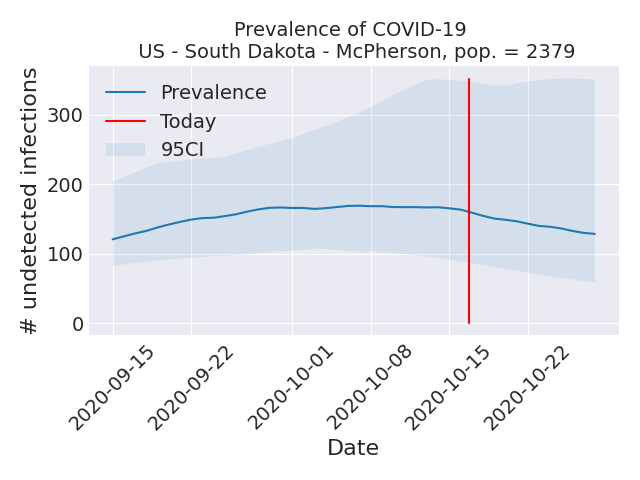 Prevalence of COVID-19
US - South Dakota - McPherson, pop. = 2379
# undetected infections
300
200
100
0
Prevalence
Today
95CI
2020-09-15
2020-09-22
2020-10-01
2020-10-08
2020-10-15
2020-10-22
Date